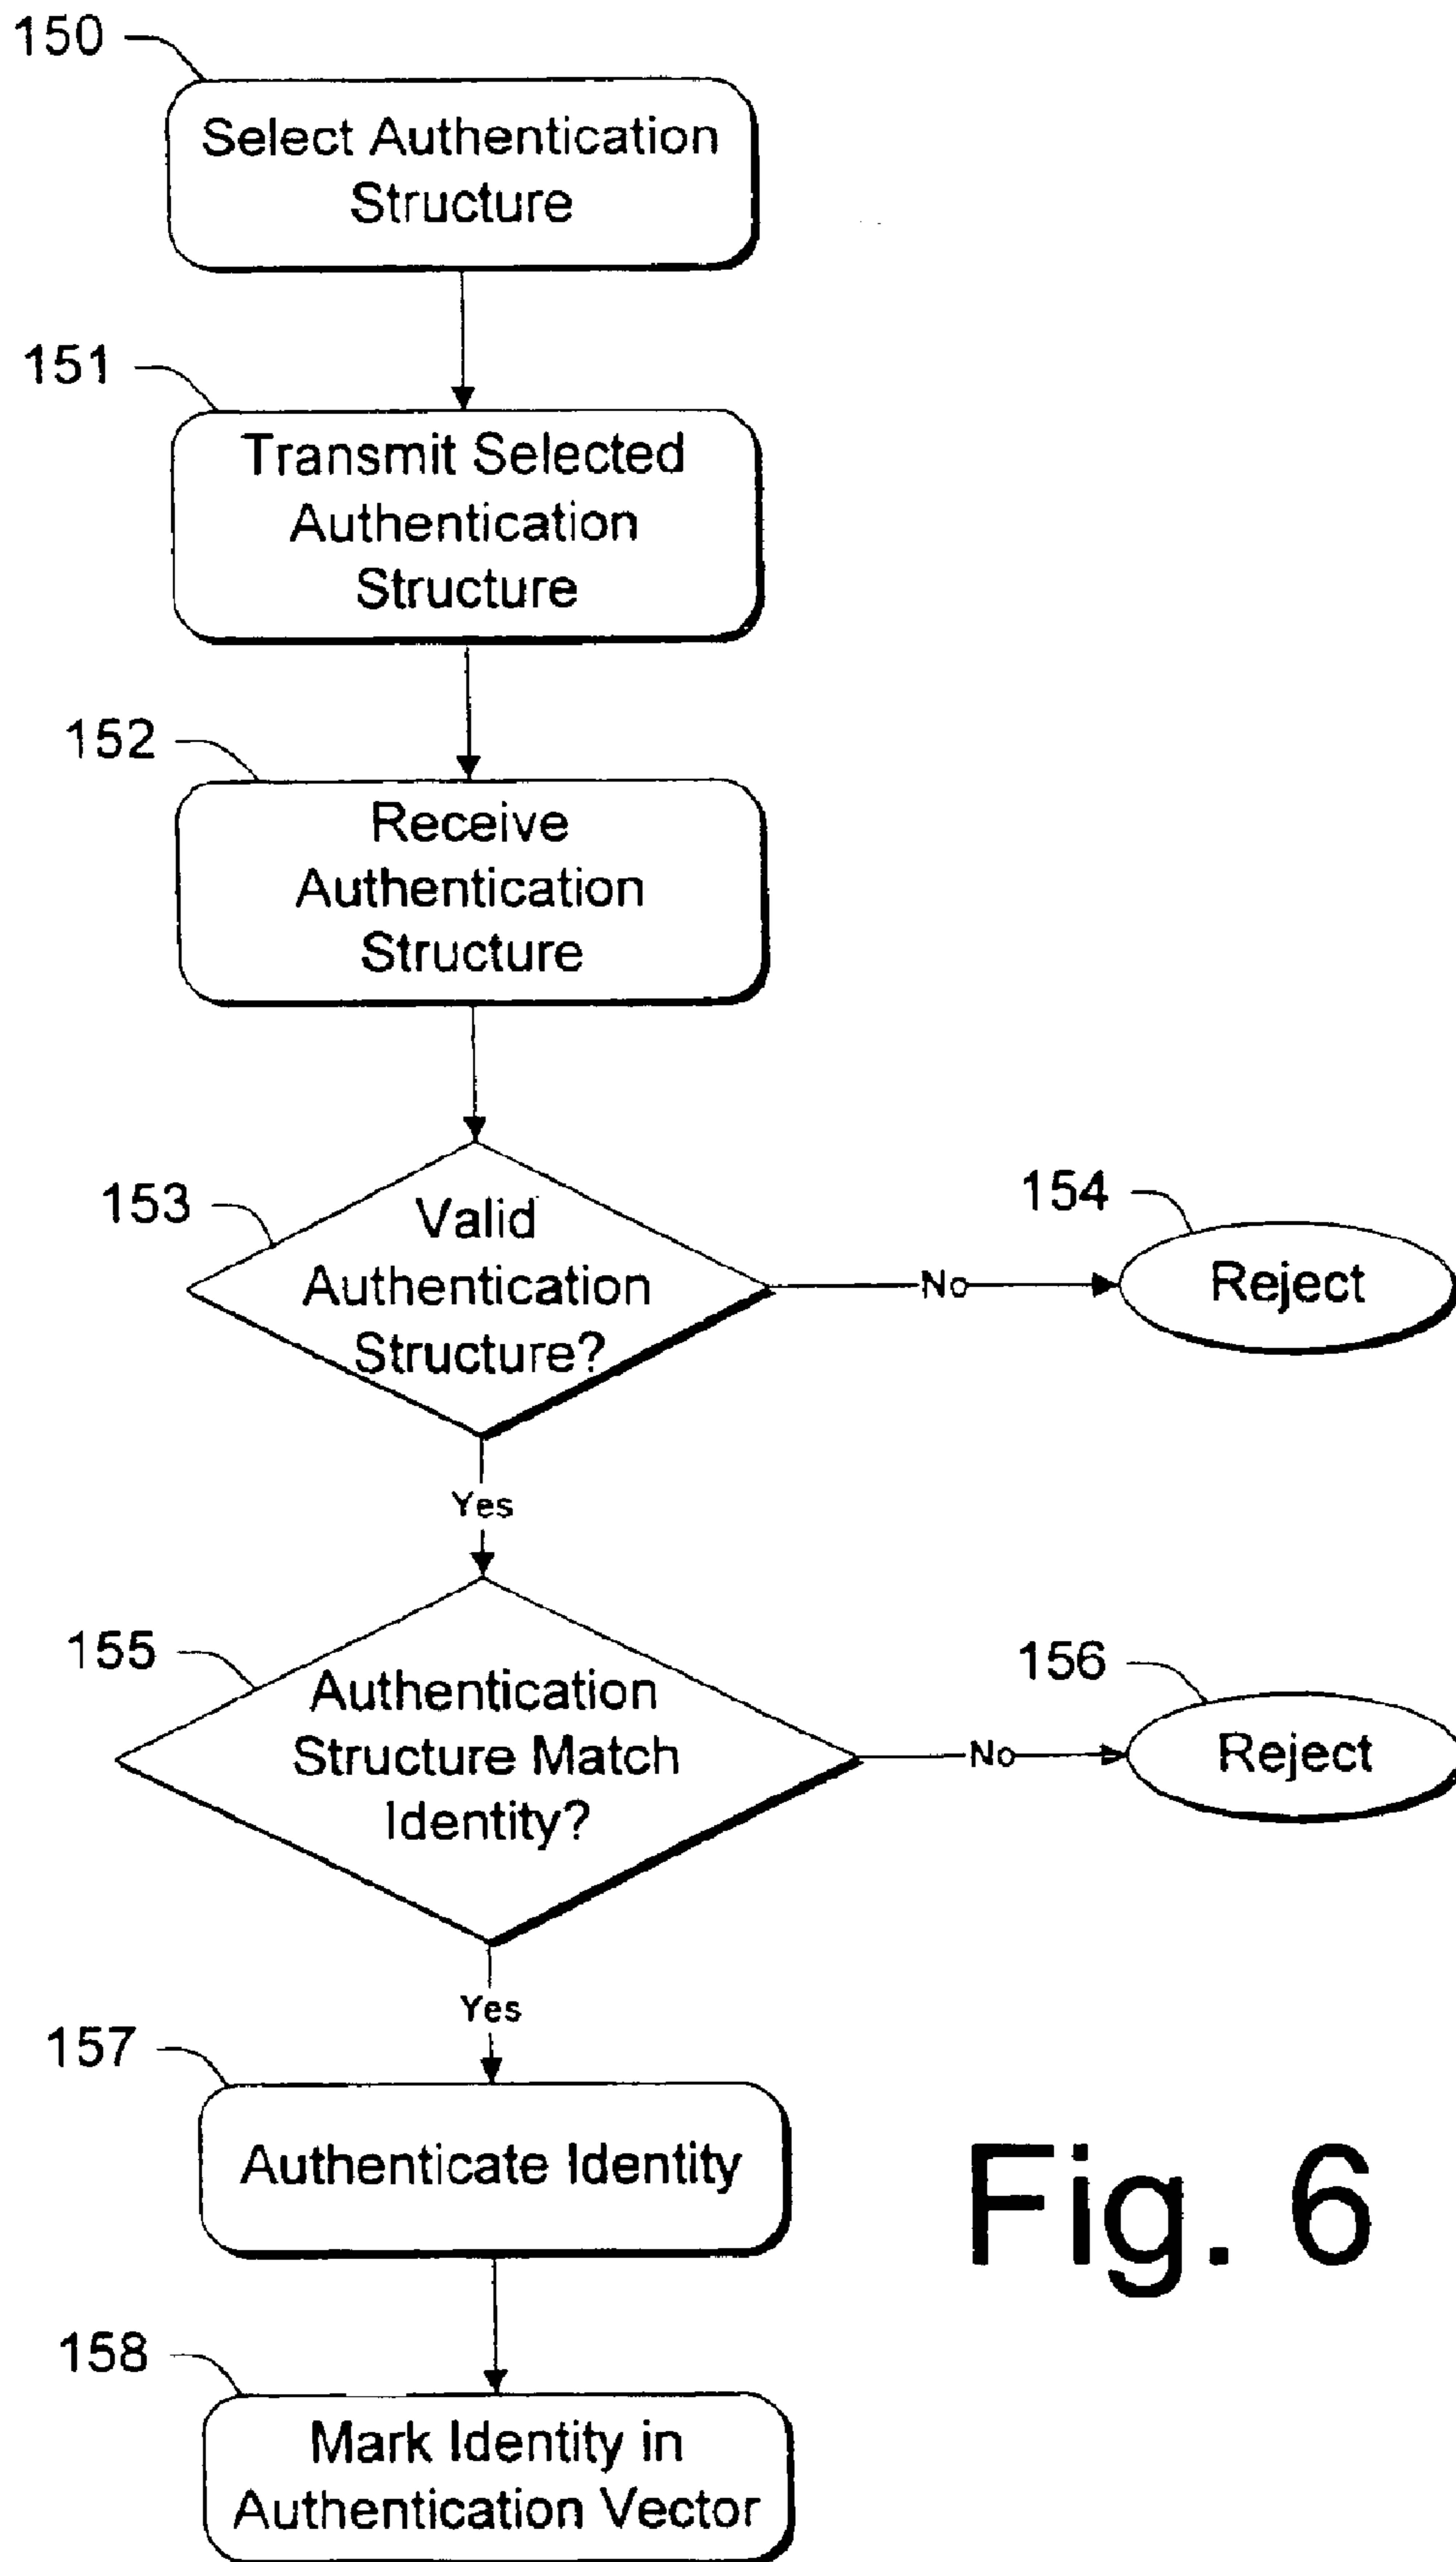 150
Select Authentication
Structure
151
Transmit Selected
Authentication
Structure
152
Receive
Authentication
Structure
153
Valid
Authentication
Structure?
No
154
Reject
Yes
155
Authentication
Structure Match
Identity?
No
156
Reject
Yes
157
Authenticate Identity
158
Mark Identity in
Authentication Vector
Fig. 6